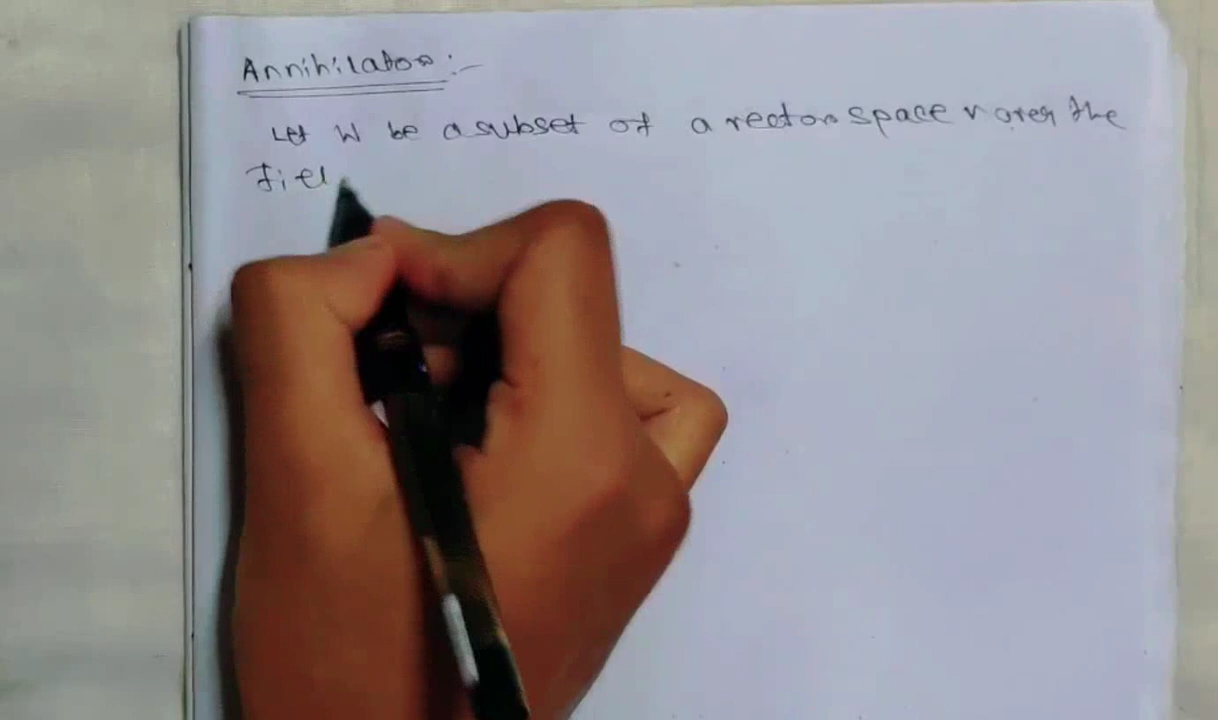 Annihilator :-
Let W be a subset of a vector space V over the
fiel